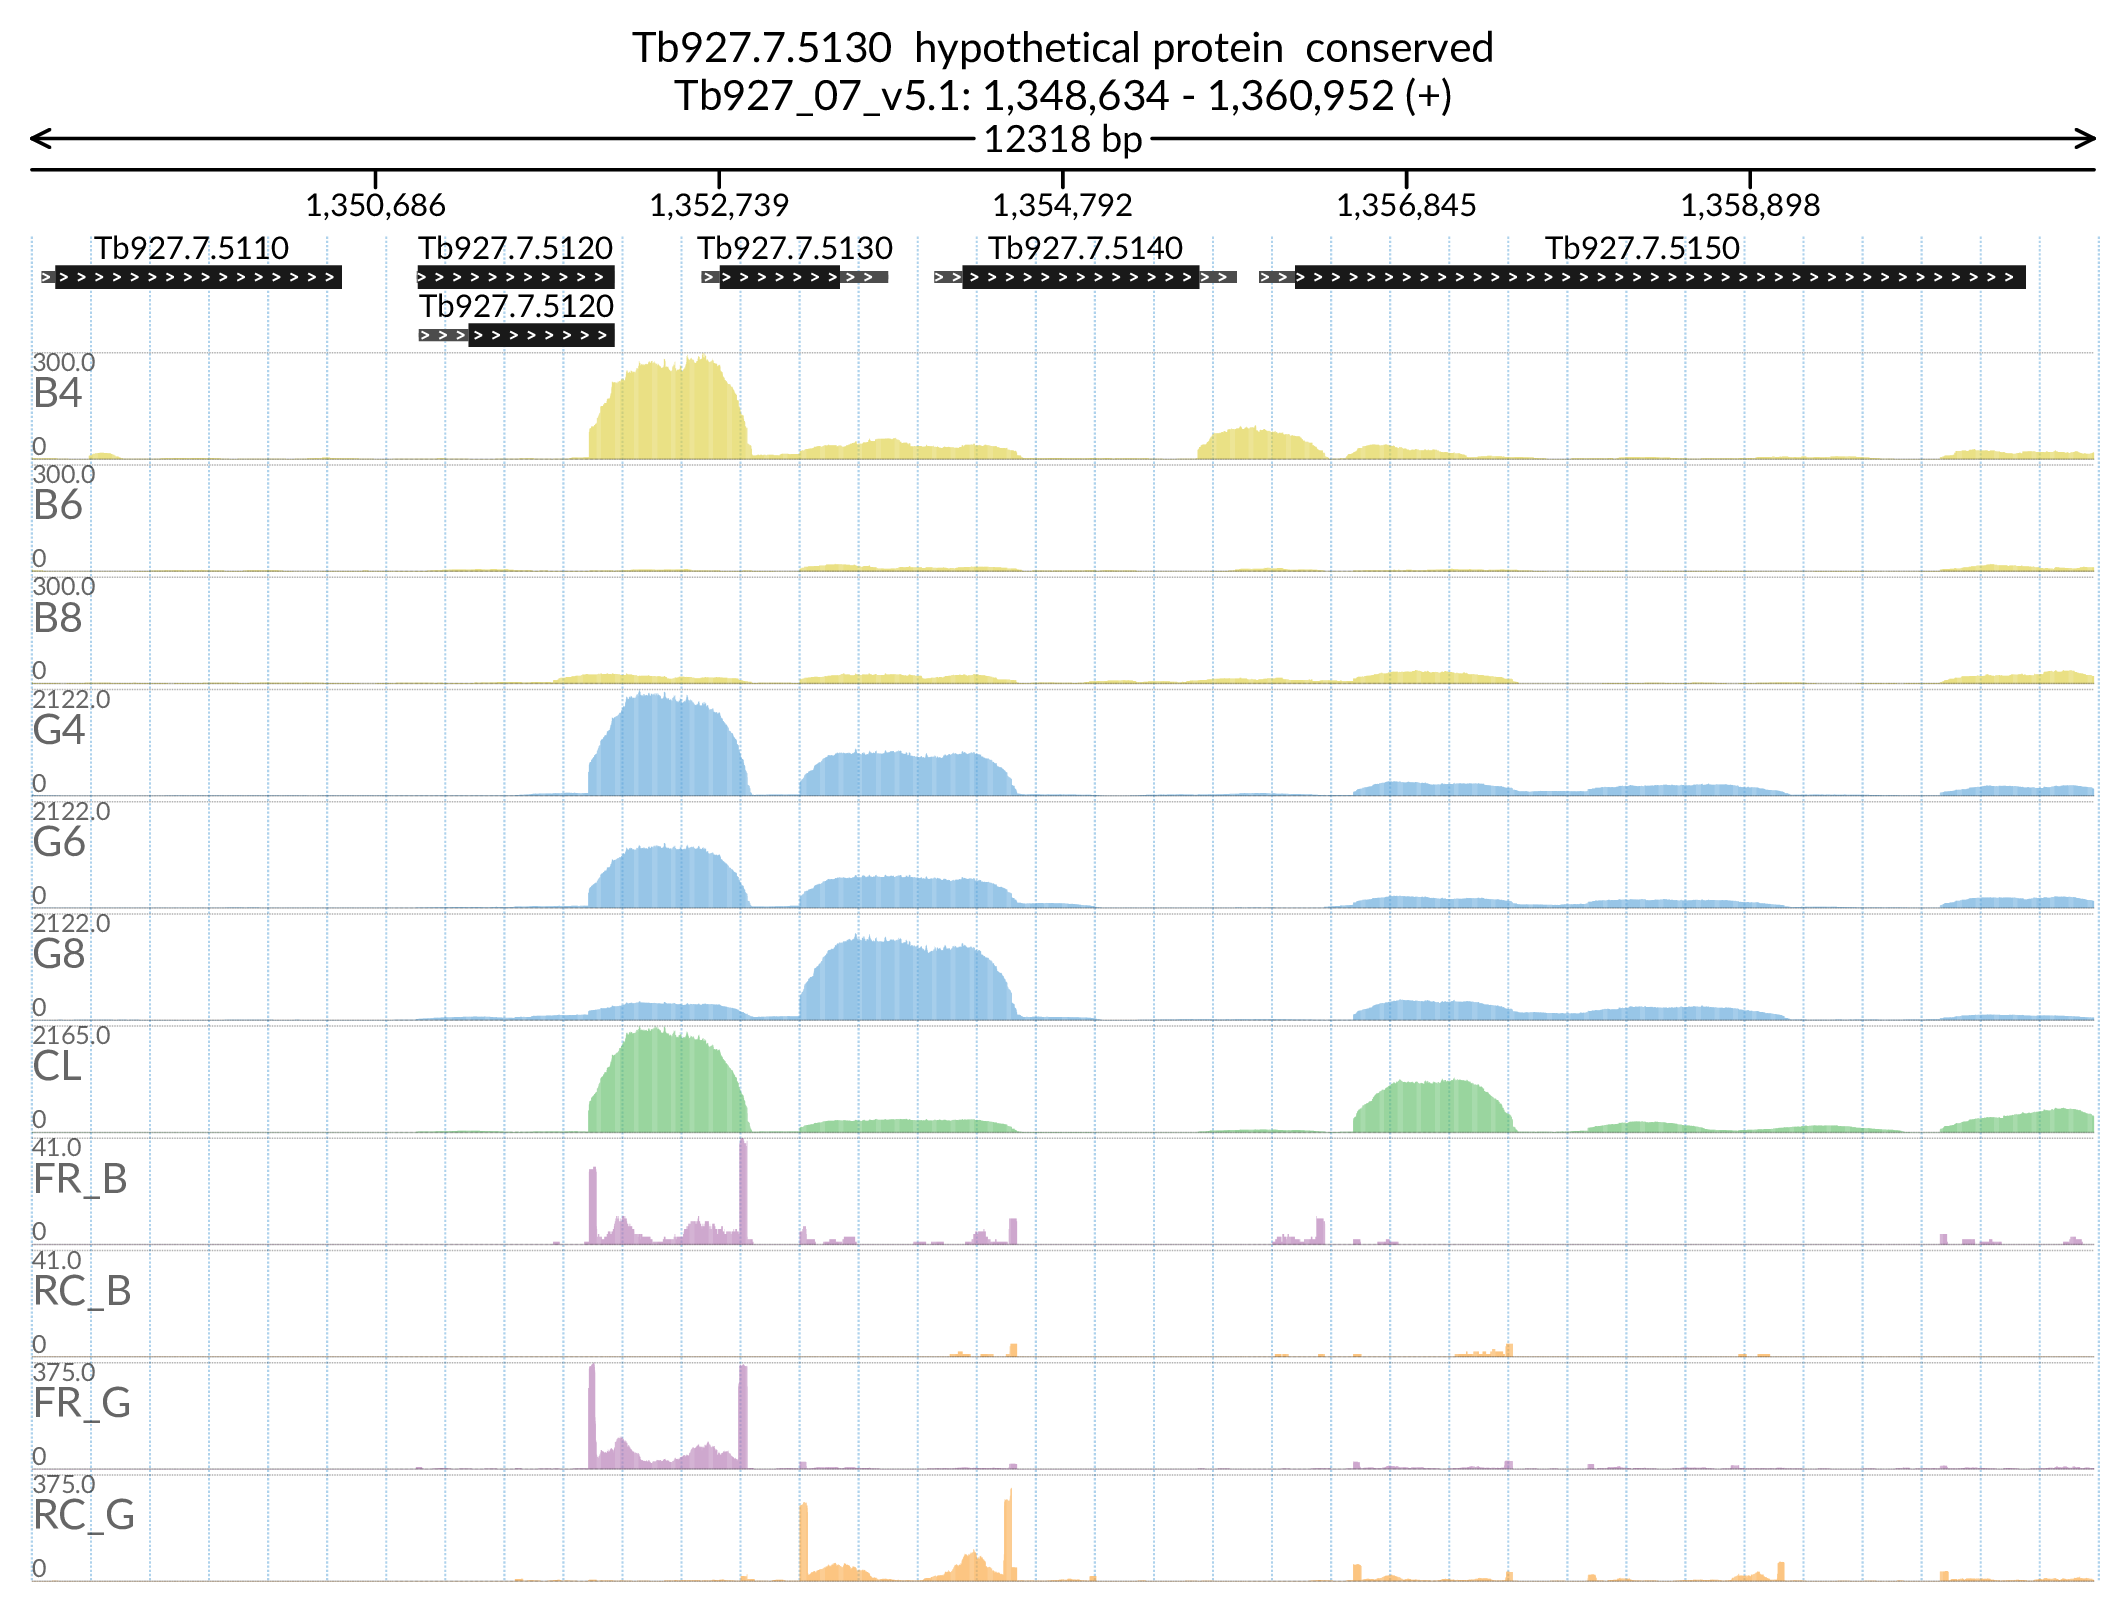 Tb927.7.5130  hypothetical protein  conserved
Tb927_07_v5.1: 1,348,634 - 1,360,952 (+)
12318 bp
1,350,686 1,352,739 1,354,792 1,356,845 1,358,898
Tb927.7.5110 Tb927.7.5120 Tb927.7.5130 Tb927.7.5140 Tb927.7.5150
Tb927.7.5120
300.0
B4
0
300.0
B6
0
300.0
B8
0
2122.0
G4
0
2122.0
G6
0
2122.0
G8
0
2165.0
CL
0
41.0
FR_B
0
41.0
RC_B
0
375.0
FR_G
0
375.0
RC_G
0